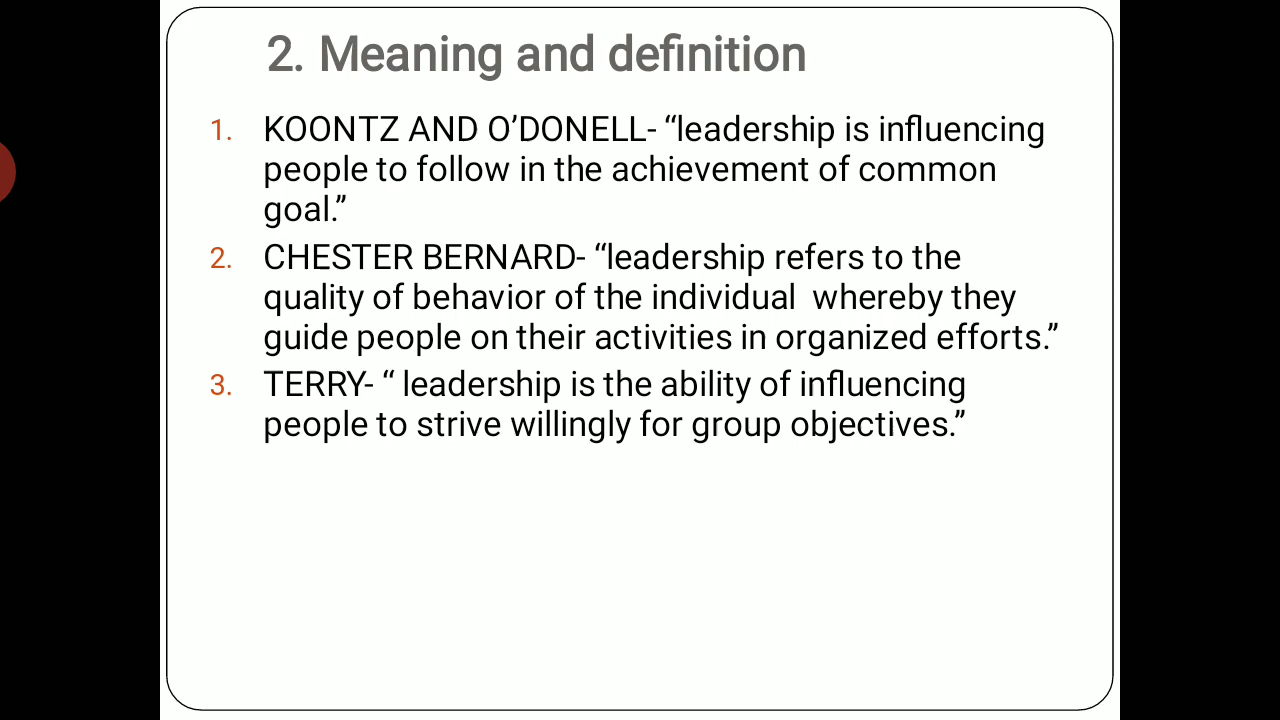 2. Meaning and definition
1. KOONTZ AND O’DONELL- “leadership is influencing
people to follow in the achievement of common
goal.”
2. CHESTER BERNARD- “leadership refers to the
quality of behavior of the individual  whereby they
guide people on their activities in organized efforts.”
3. TERRY- “ leadership is the ability of influencing
people to strive willingly for group objectives.”